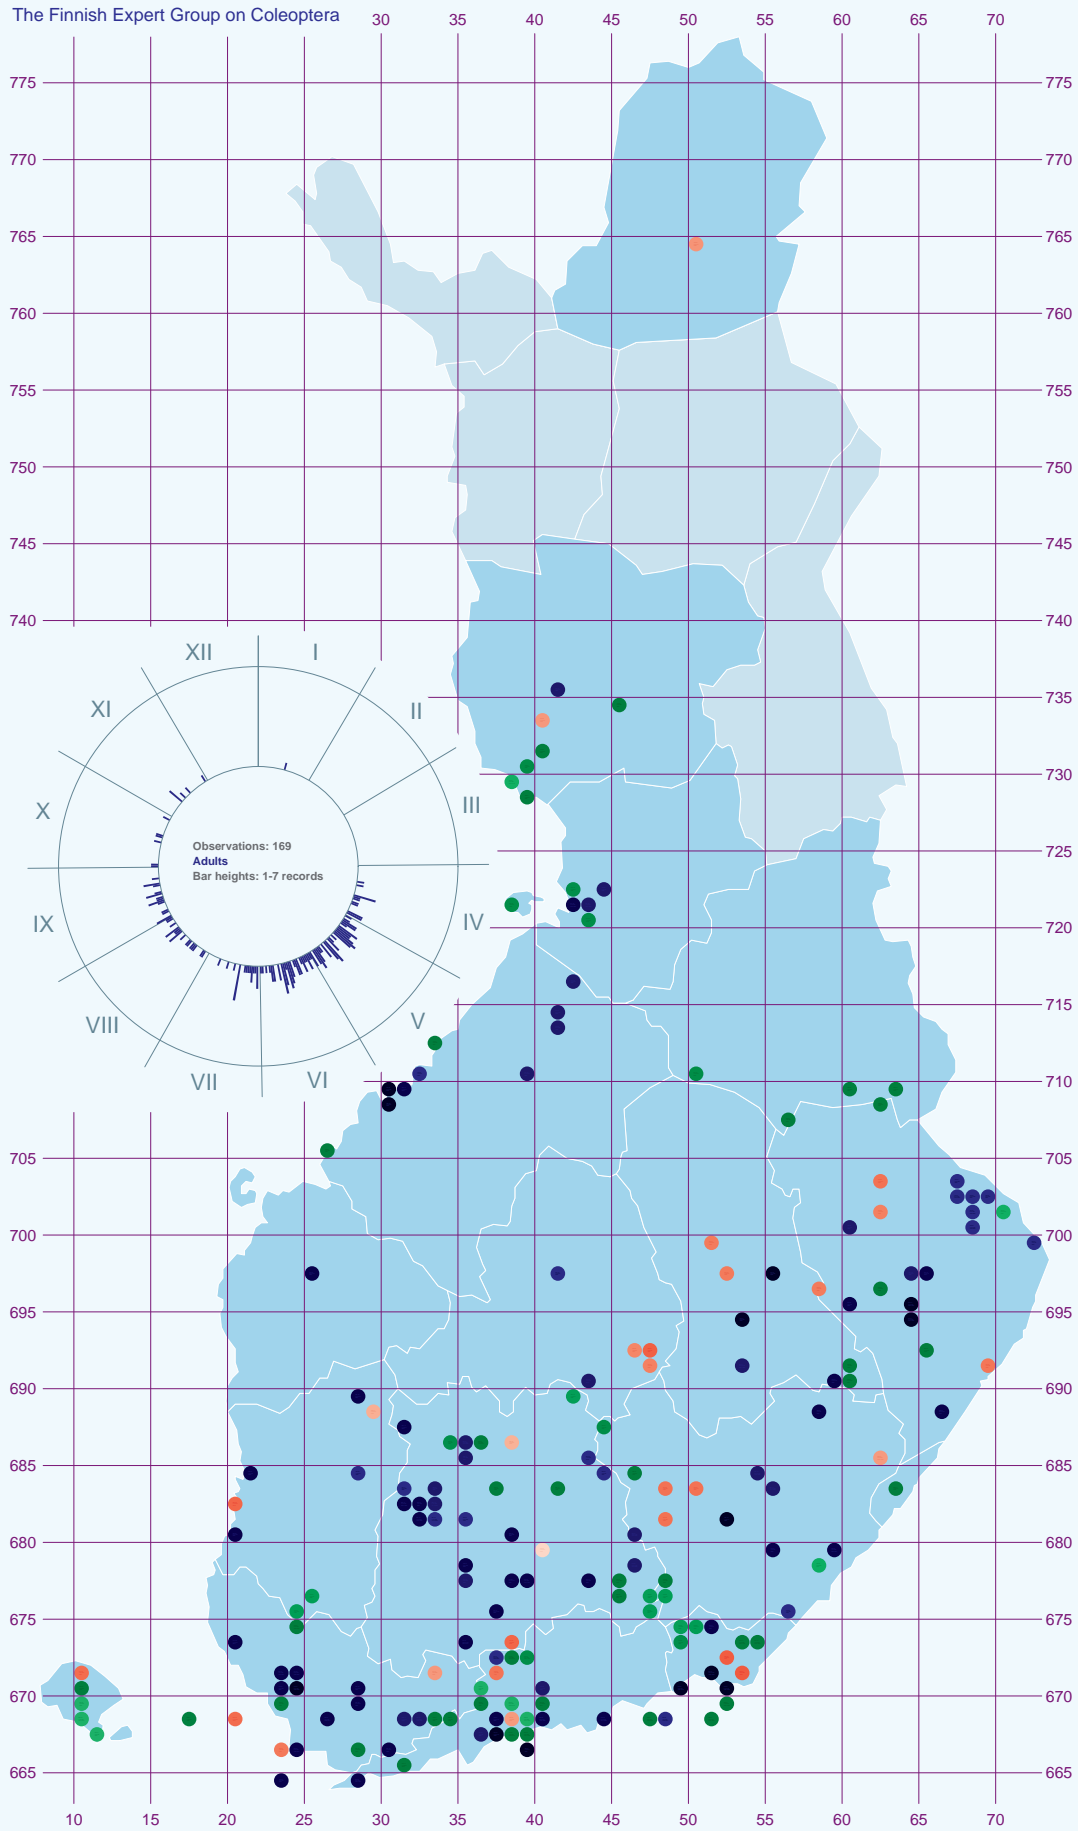 The Finnish Expert Group on Coleoptera
30 40 45 50 55 60 65 70
775 775
770 770
765 765
760 760
755 755
750 750
745 745
740 740
XII I
XI II
735
X III
730
Observations: 169
Adults
Bar heights: 1-7 records
725
IX IV
720
715
VIII V
VII VI
710
705 705
700 700
695 695
690 690
685 685
680 680
675 675
670 670
665 665
10 15 20 25 30 35 40 45 50 55 60 65 70